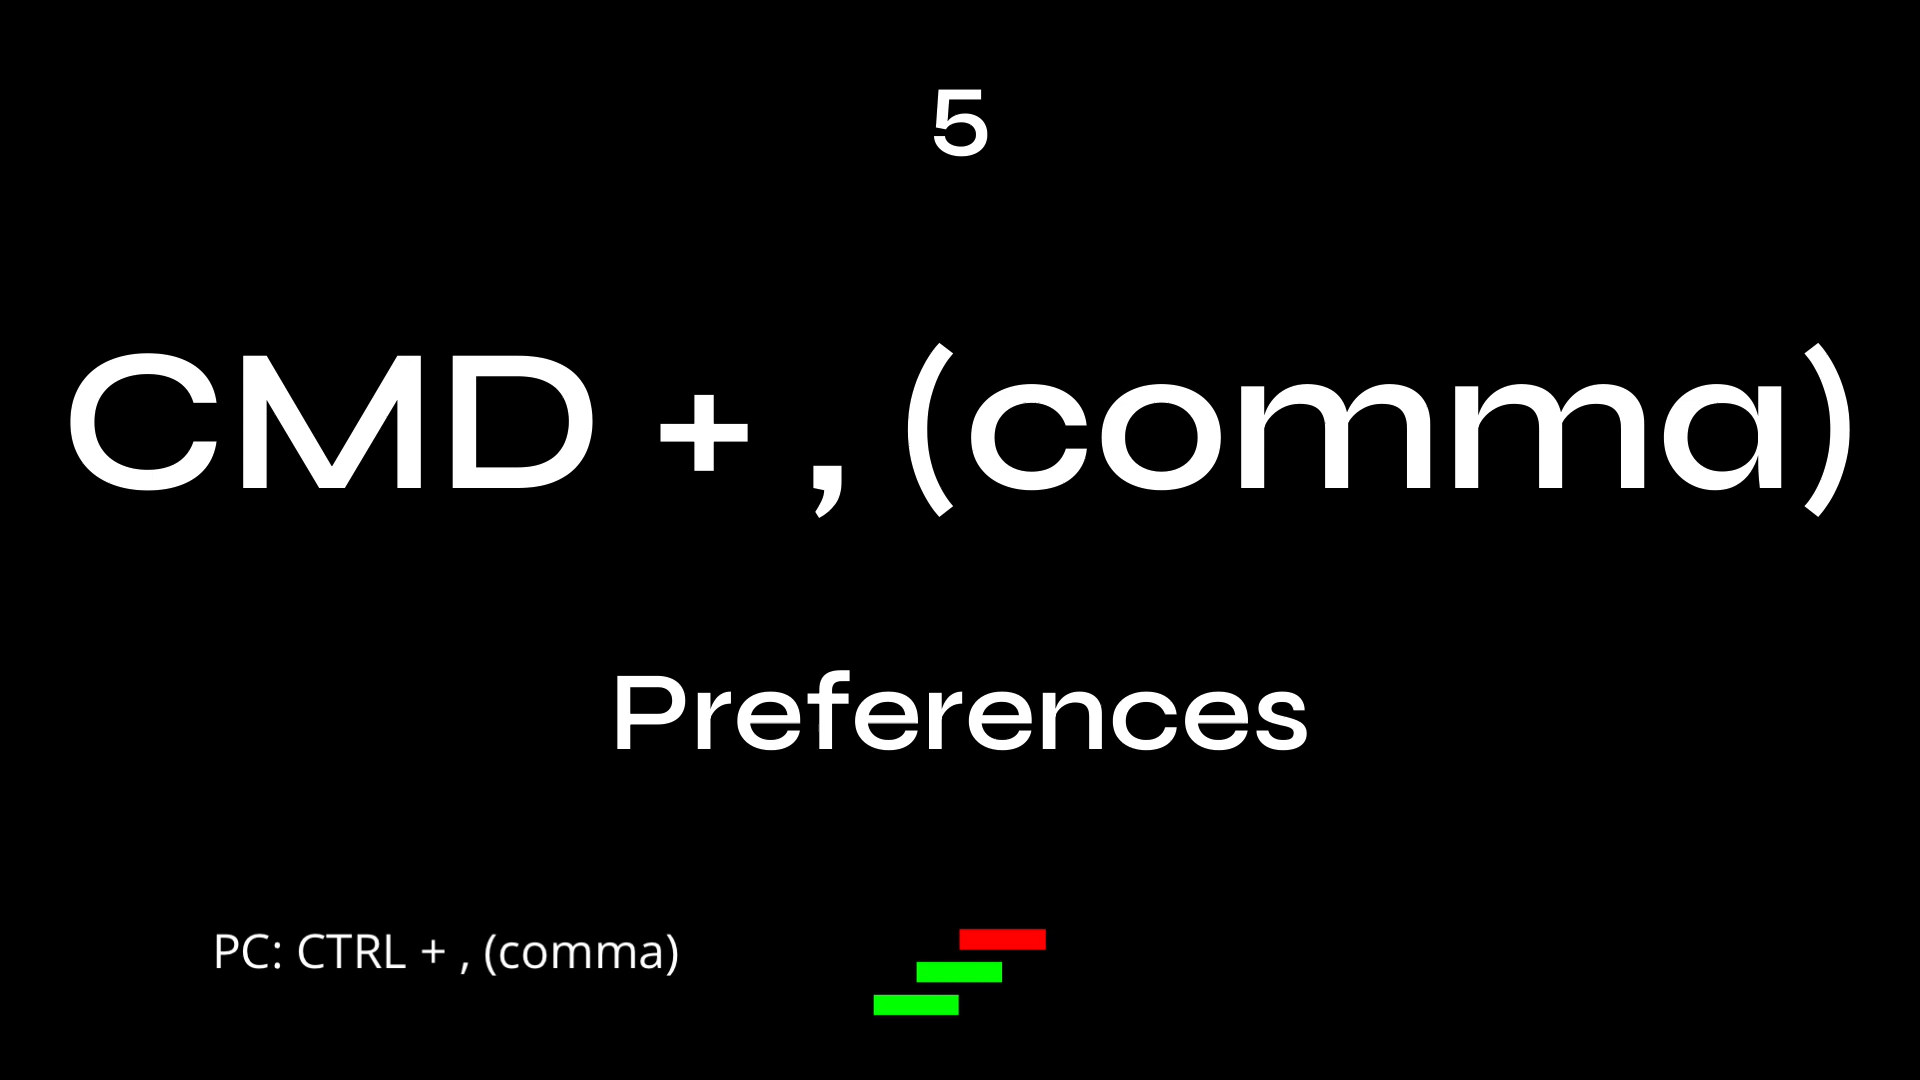 5
CMD + , (comma)
Preferences
PC: CTRL + , (comma)